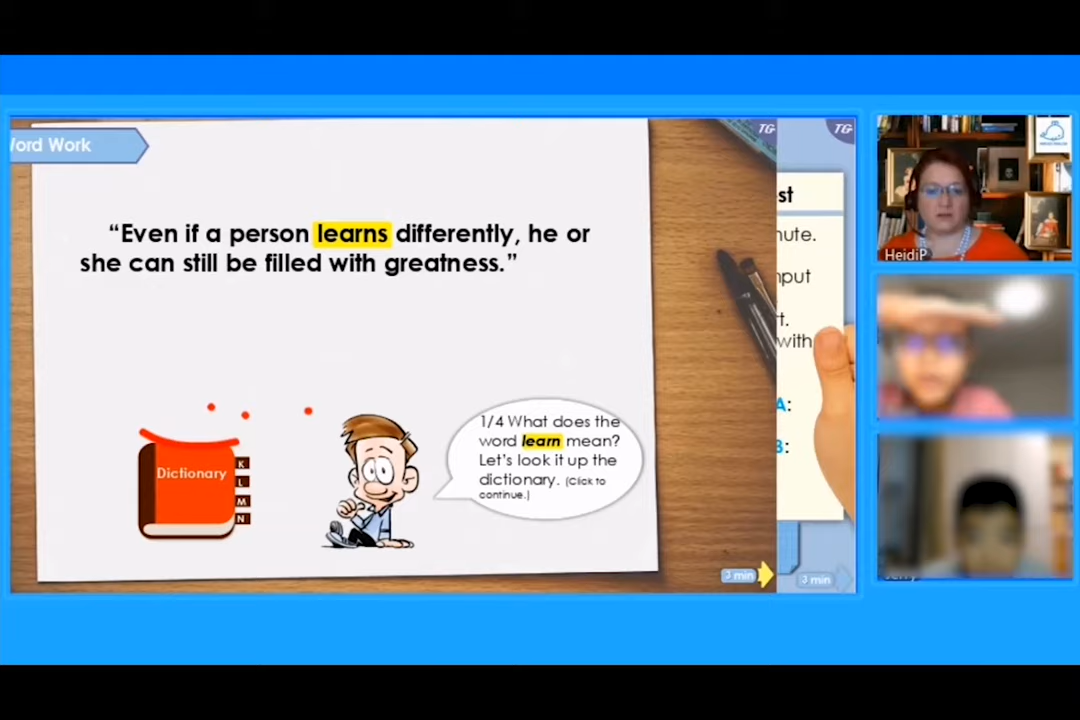 Word Work
TG
TG
“Even if a person learns differently, he or
she can still be filled with greatness.”
Dictionary
K
L
M
N
1/4 What does the
word learn mean?
Let's look it up the
dictionary. (Click to
continue.)
3 min
st
nute.
nput
t.
with
A:
B:
3 min
HeidiP
Jerry